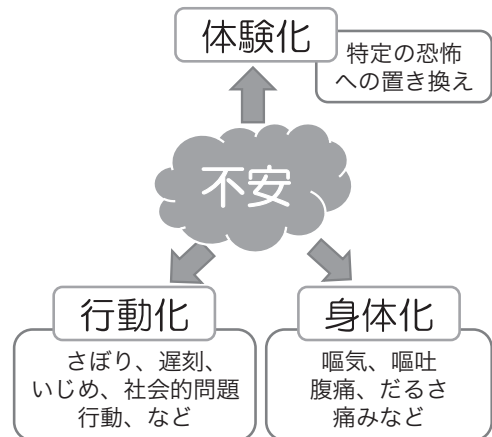 体験化
特定の恐怖
への置き換え
不安
行動化
さぼり、遅刻、
いじめ、社会的問題
行動、など
身体化
嘔気、嘔吐
腹痛、だるさ
痛みなど